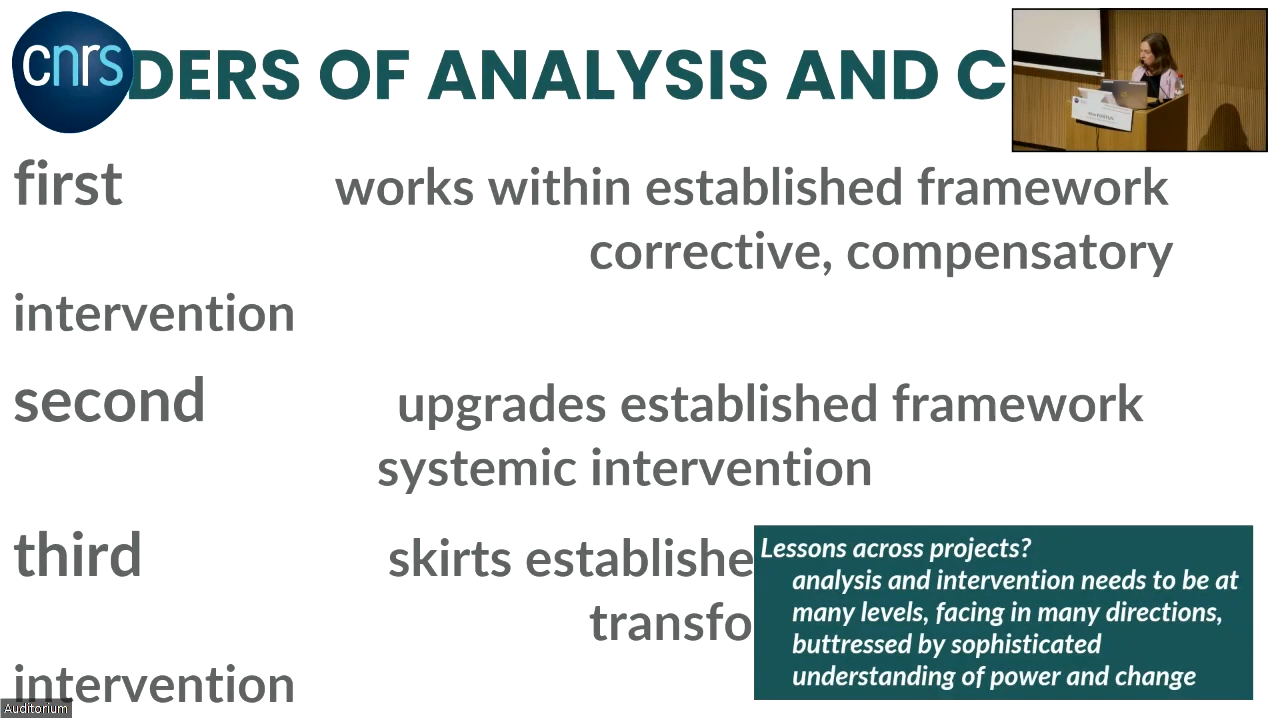 cnrs
DERS OF ANALYSIS AND C
first works within established framework
corrective, compensatory
intervention
second upgrades established framework
systemic intervention
third skirts establishe
transfo
intervention
Lessons across projects?
analysis and intervention needs to be at
many levels, facing in many directions,
buttressed by sophisticated
understanding of power and change
Auditorium